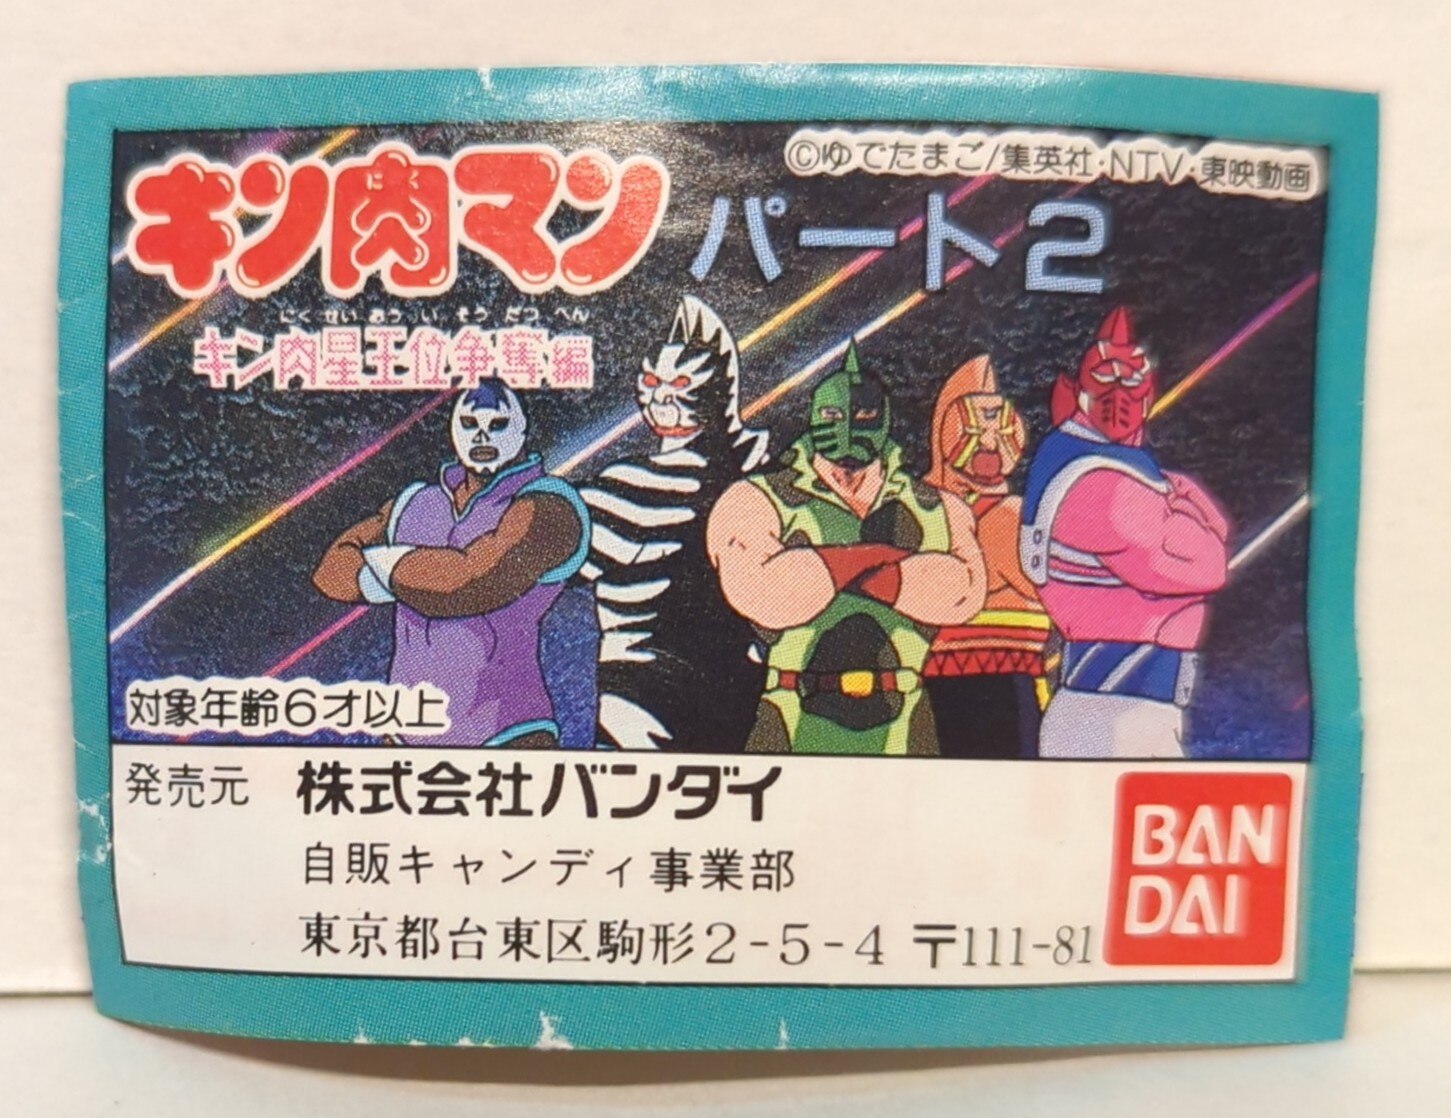 ©ゆでたまご/集英社・NTV・東映動画
キン肉マン
にく
パート2
にくせいおういそうだつへん
キン肉星王位争奪編
対象年齢6才以上
発売元 株式会社バンダイ
自販キャンディ事業部
東京都台東区駒形2-5-4 〒111-81
BAN
DAI